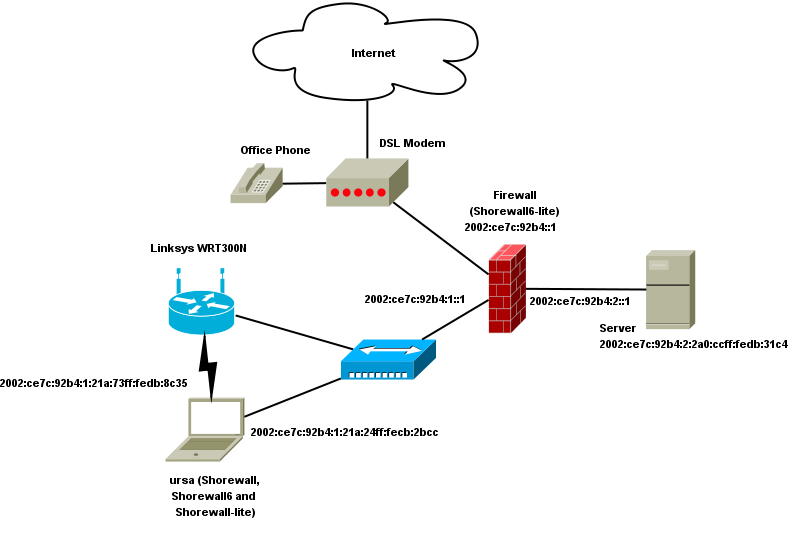 Internet
Office Phone
DSL Modem
Firewall
(Shorewall6-lite)
2002:ce7c:92b4::1
Linksys WRT300N
2002:ce7c:92b4:1::1
2002:ce7c:92b4:2::1
Server
2002:ce7c:92b4:2:2a0:ccff:fedb:31c4
2002:ce7c:92b4:1:21a:73ff:fedb:8c35
2002:ce7c:92b4:1:21a:24ff:fecb:2bcc
ursa (Shorewall,
Shorewall6 and
Shorewall-lite)